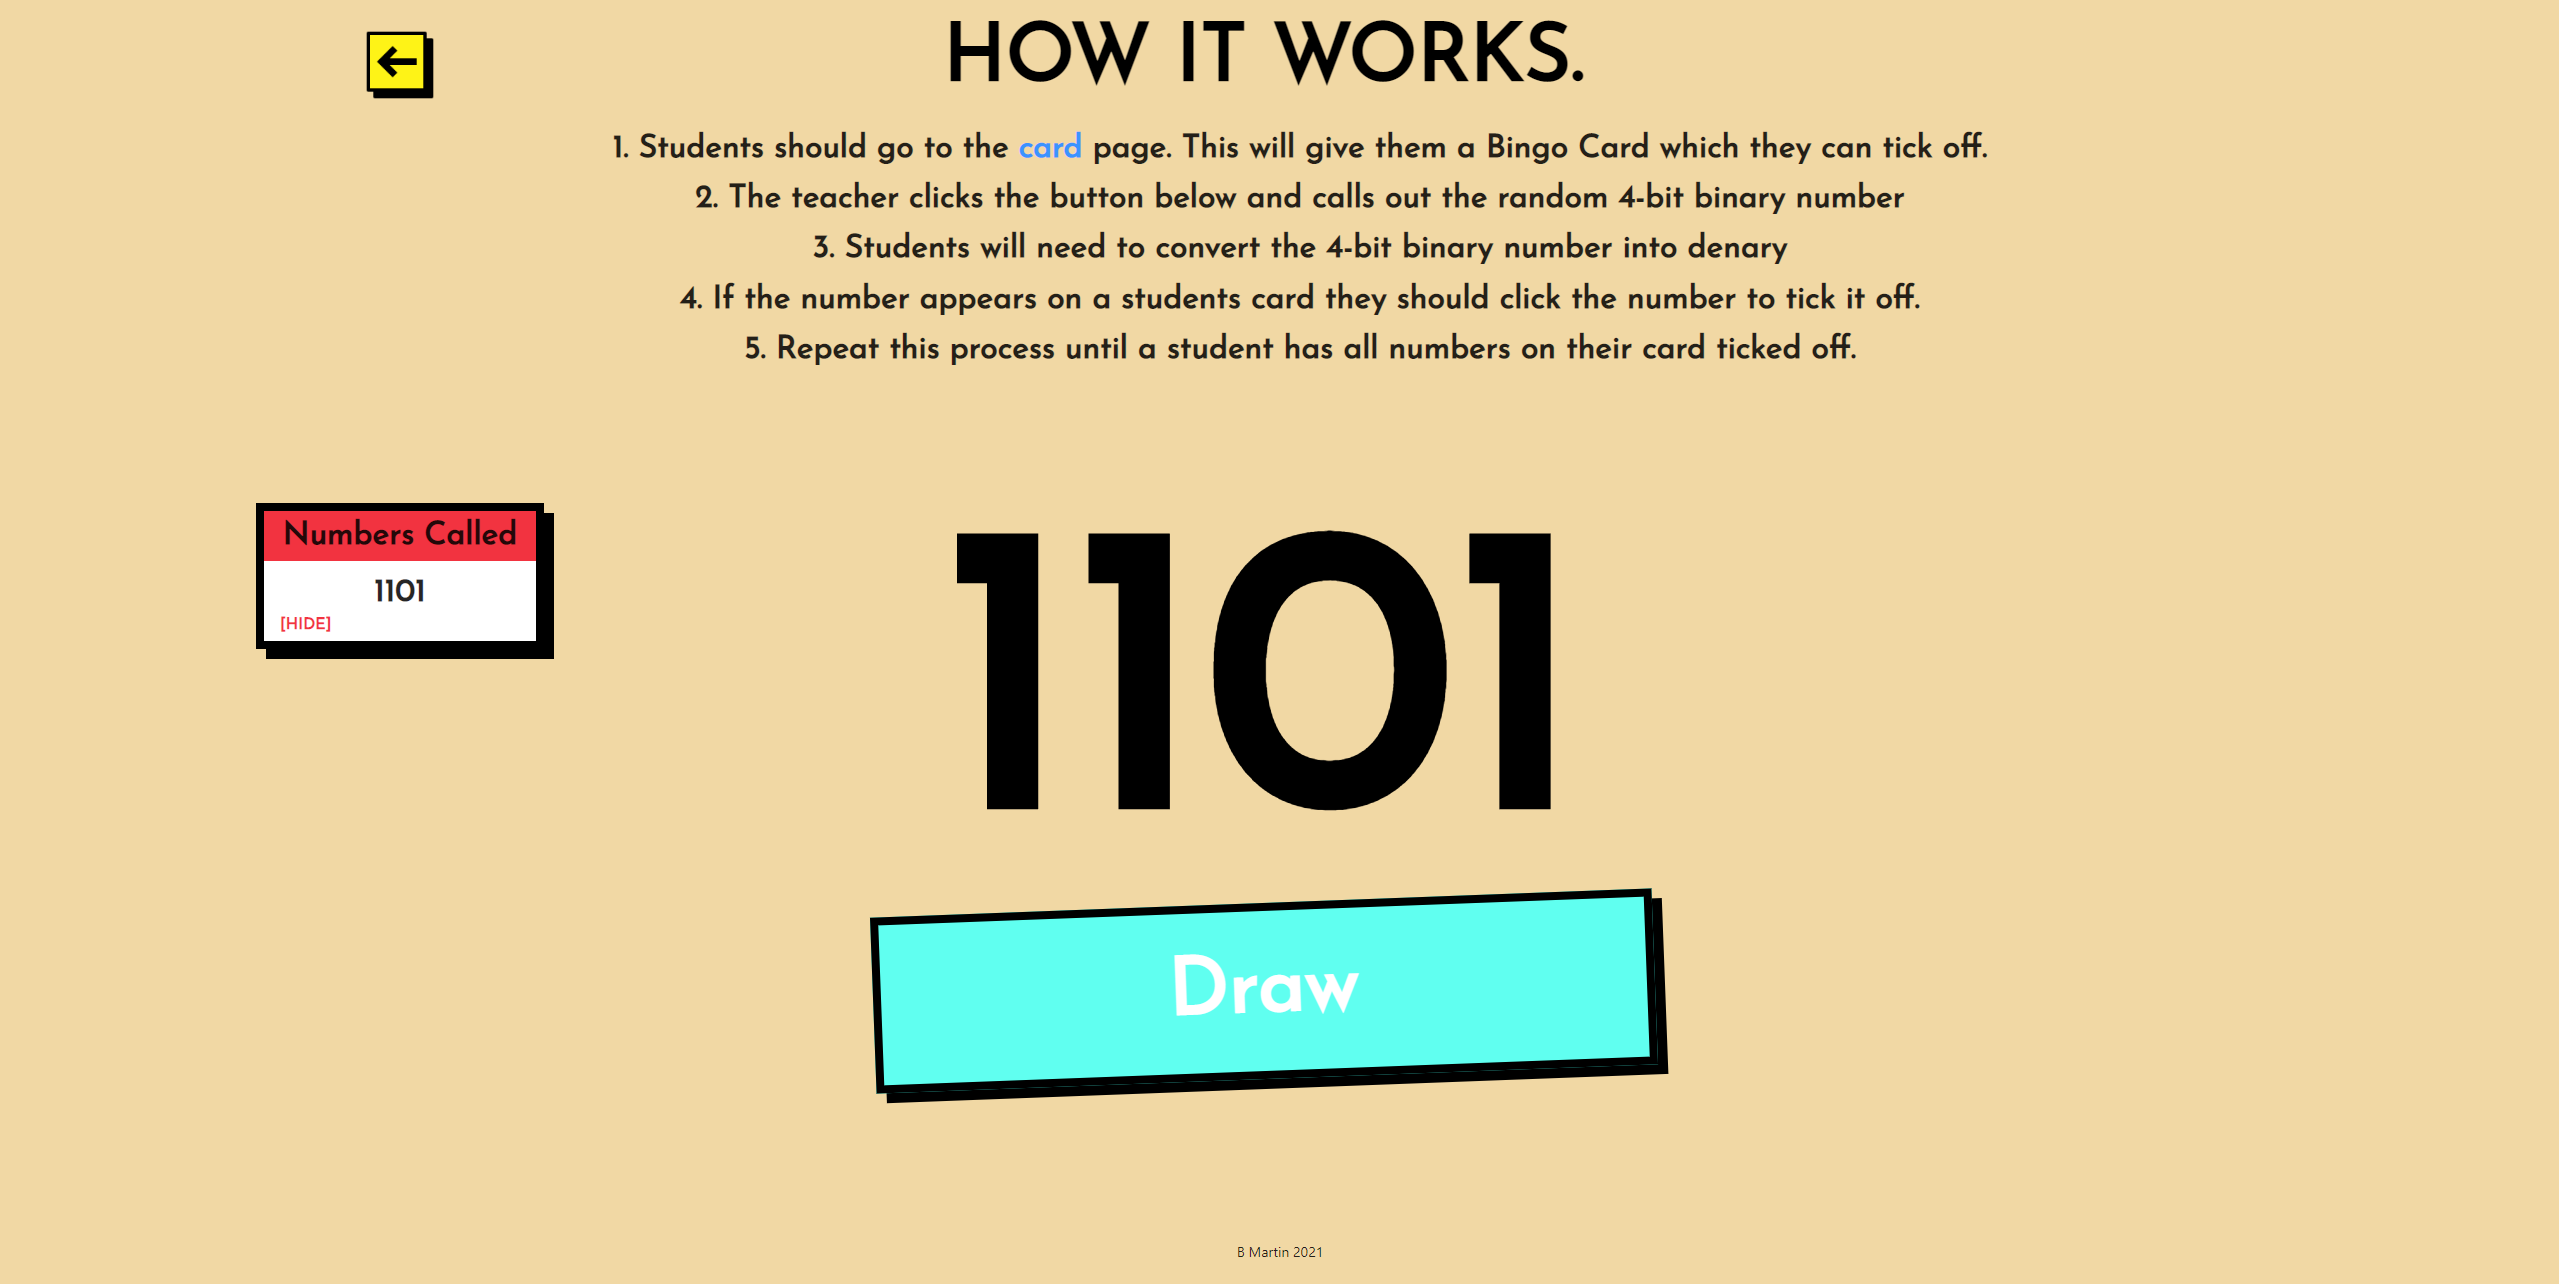 HOW IT WORKS.
1. Students should go to the card page. This will give them a Bingo Card which they can tick off.
2. The teacher clicks the button below and calls out the random 4-bit binary number
3. Students will need to convert the 4-bit binary number into denary
4. If the number appears on a students card they should click the number to tick it off.
5. Repeat this process until a student has all numbers on their card ticked off.
Numbers Called
1101
[HIDE]
1101
Draw
B Martin 2021